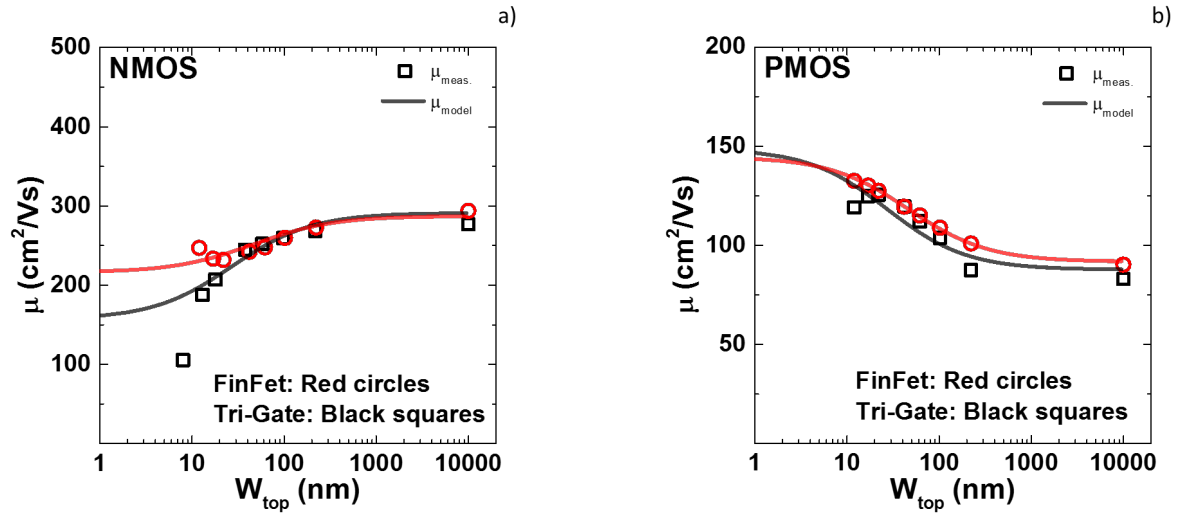 a)
500
400
300
200
100
μ (cm²/Vs)
NMOS
μmeas.
μmodel
FinFet: Red circles
Tri-Gate: Black squares
1
10
100
1000
10000
Wtop (nm)
b)
200
150
100
50
μ (cm²/Vs)
PMOS
μmeas.
μmodel
FinFet: Red circles
Tri-Gate: Black squares
1
10
100
1000
10000
Wtop (nm)